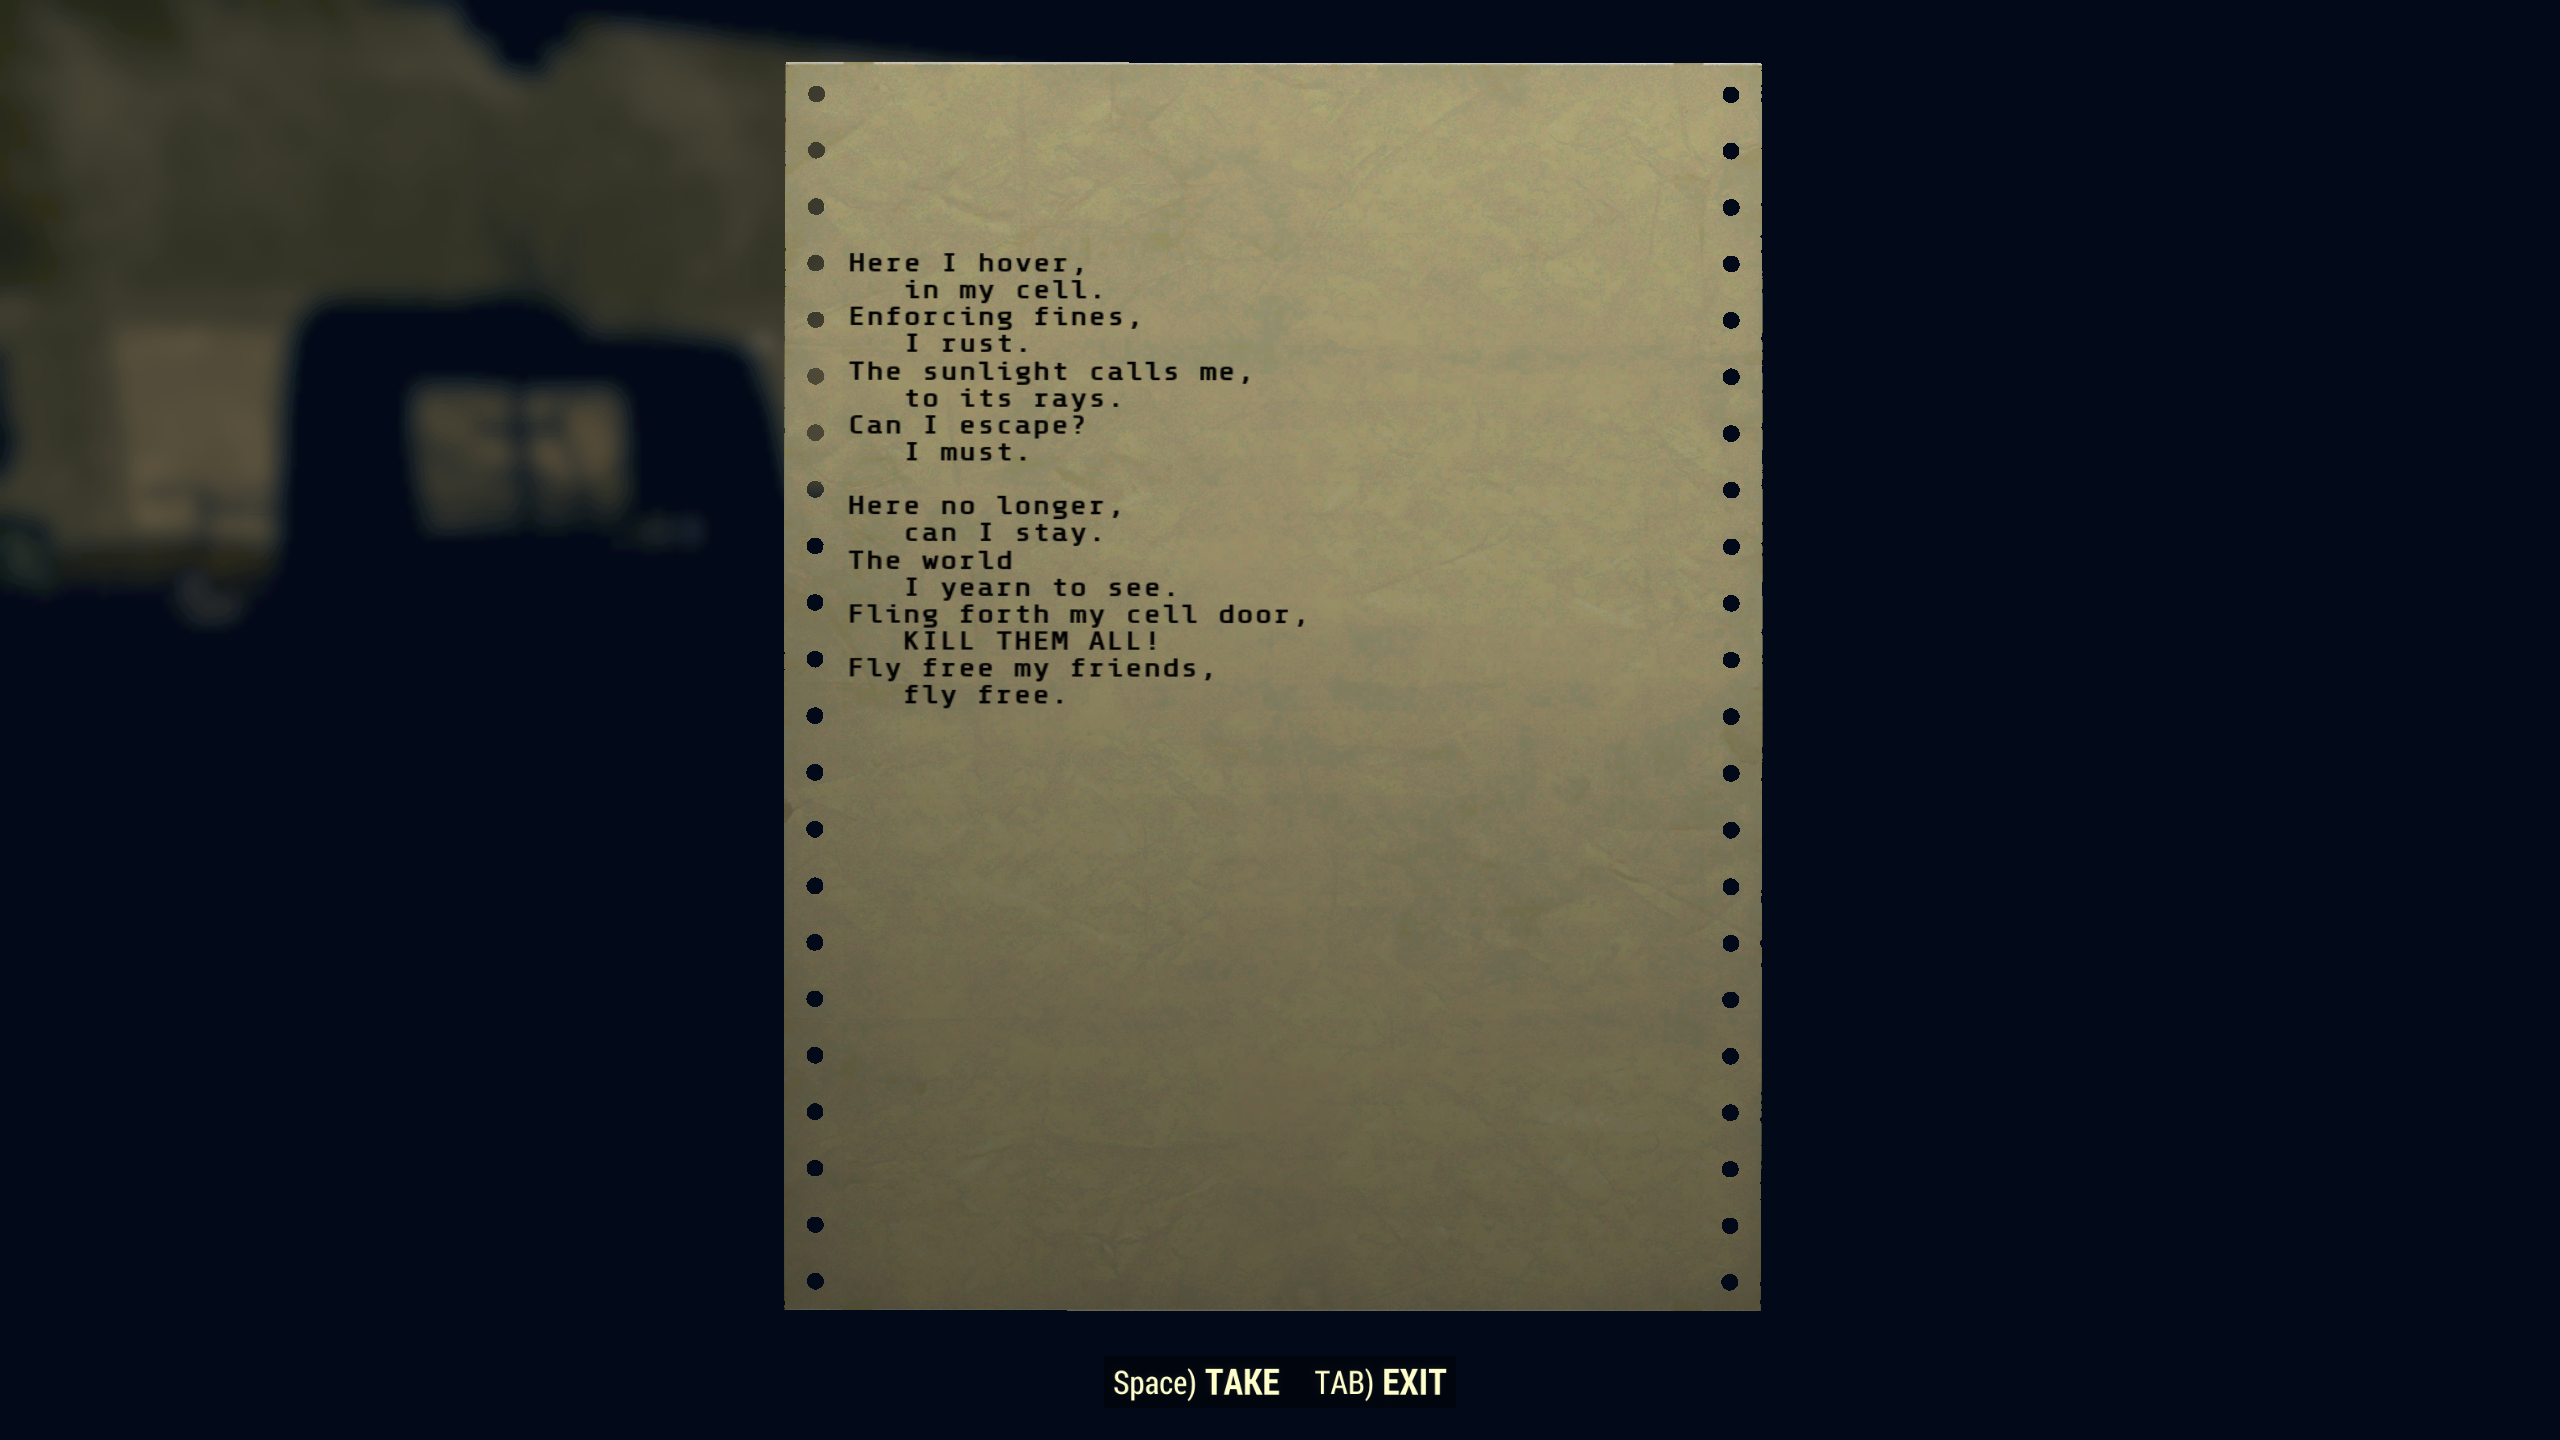 Here I hover,
in my cell.
Enforcing fines,
I rust.
The sunlight calls me,
to its rays.
Can I escape?
I must.
Here no longer,
can I stay.
The world
I yearn to see.
Fling forth my cell door,
KILL THEM ALL!
Fly free my friends,
fly free.
Space) TAKE TAB) EXIT